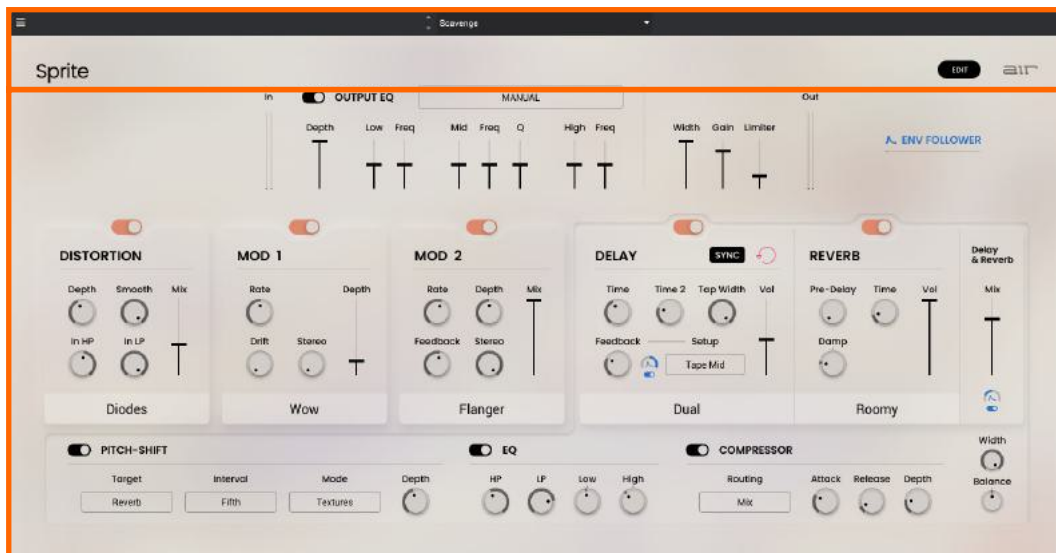 Scavenge
Sprite
EDIT
air
In
OUTPUT EQ
MANUAL
Out
Depth Low Freq Mid Freq Q High Freq Width Gain Limiter
ENV FOLLOWER
DISTORTION
Depth Smooth Mix
In HP In LP
Diodes
MOD 1
Rate Depth
Drift Stereo
Wow
MOD 2
Rate Depth Mix
Feedback Stereo
Flanger
DELAY
SYNC
Time Time 2 Tap Width Vol
Feedback Setup
Tape Mid
Dual
REVERB
Pre-Delay Time Vol
Damp
Roomy
Delay
& Reverb
Mix
PITCH-SHIFT
Target Interval Mode Depth
Reverb Fifth Textures
EQ
HP LP Low High
COMPRESSOR
Routing Attack Release Depth
Mix
Width
Balance